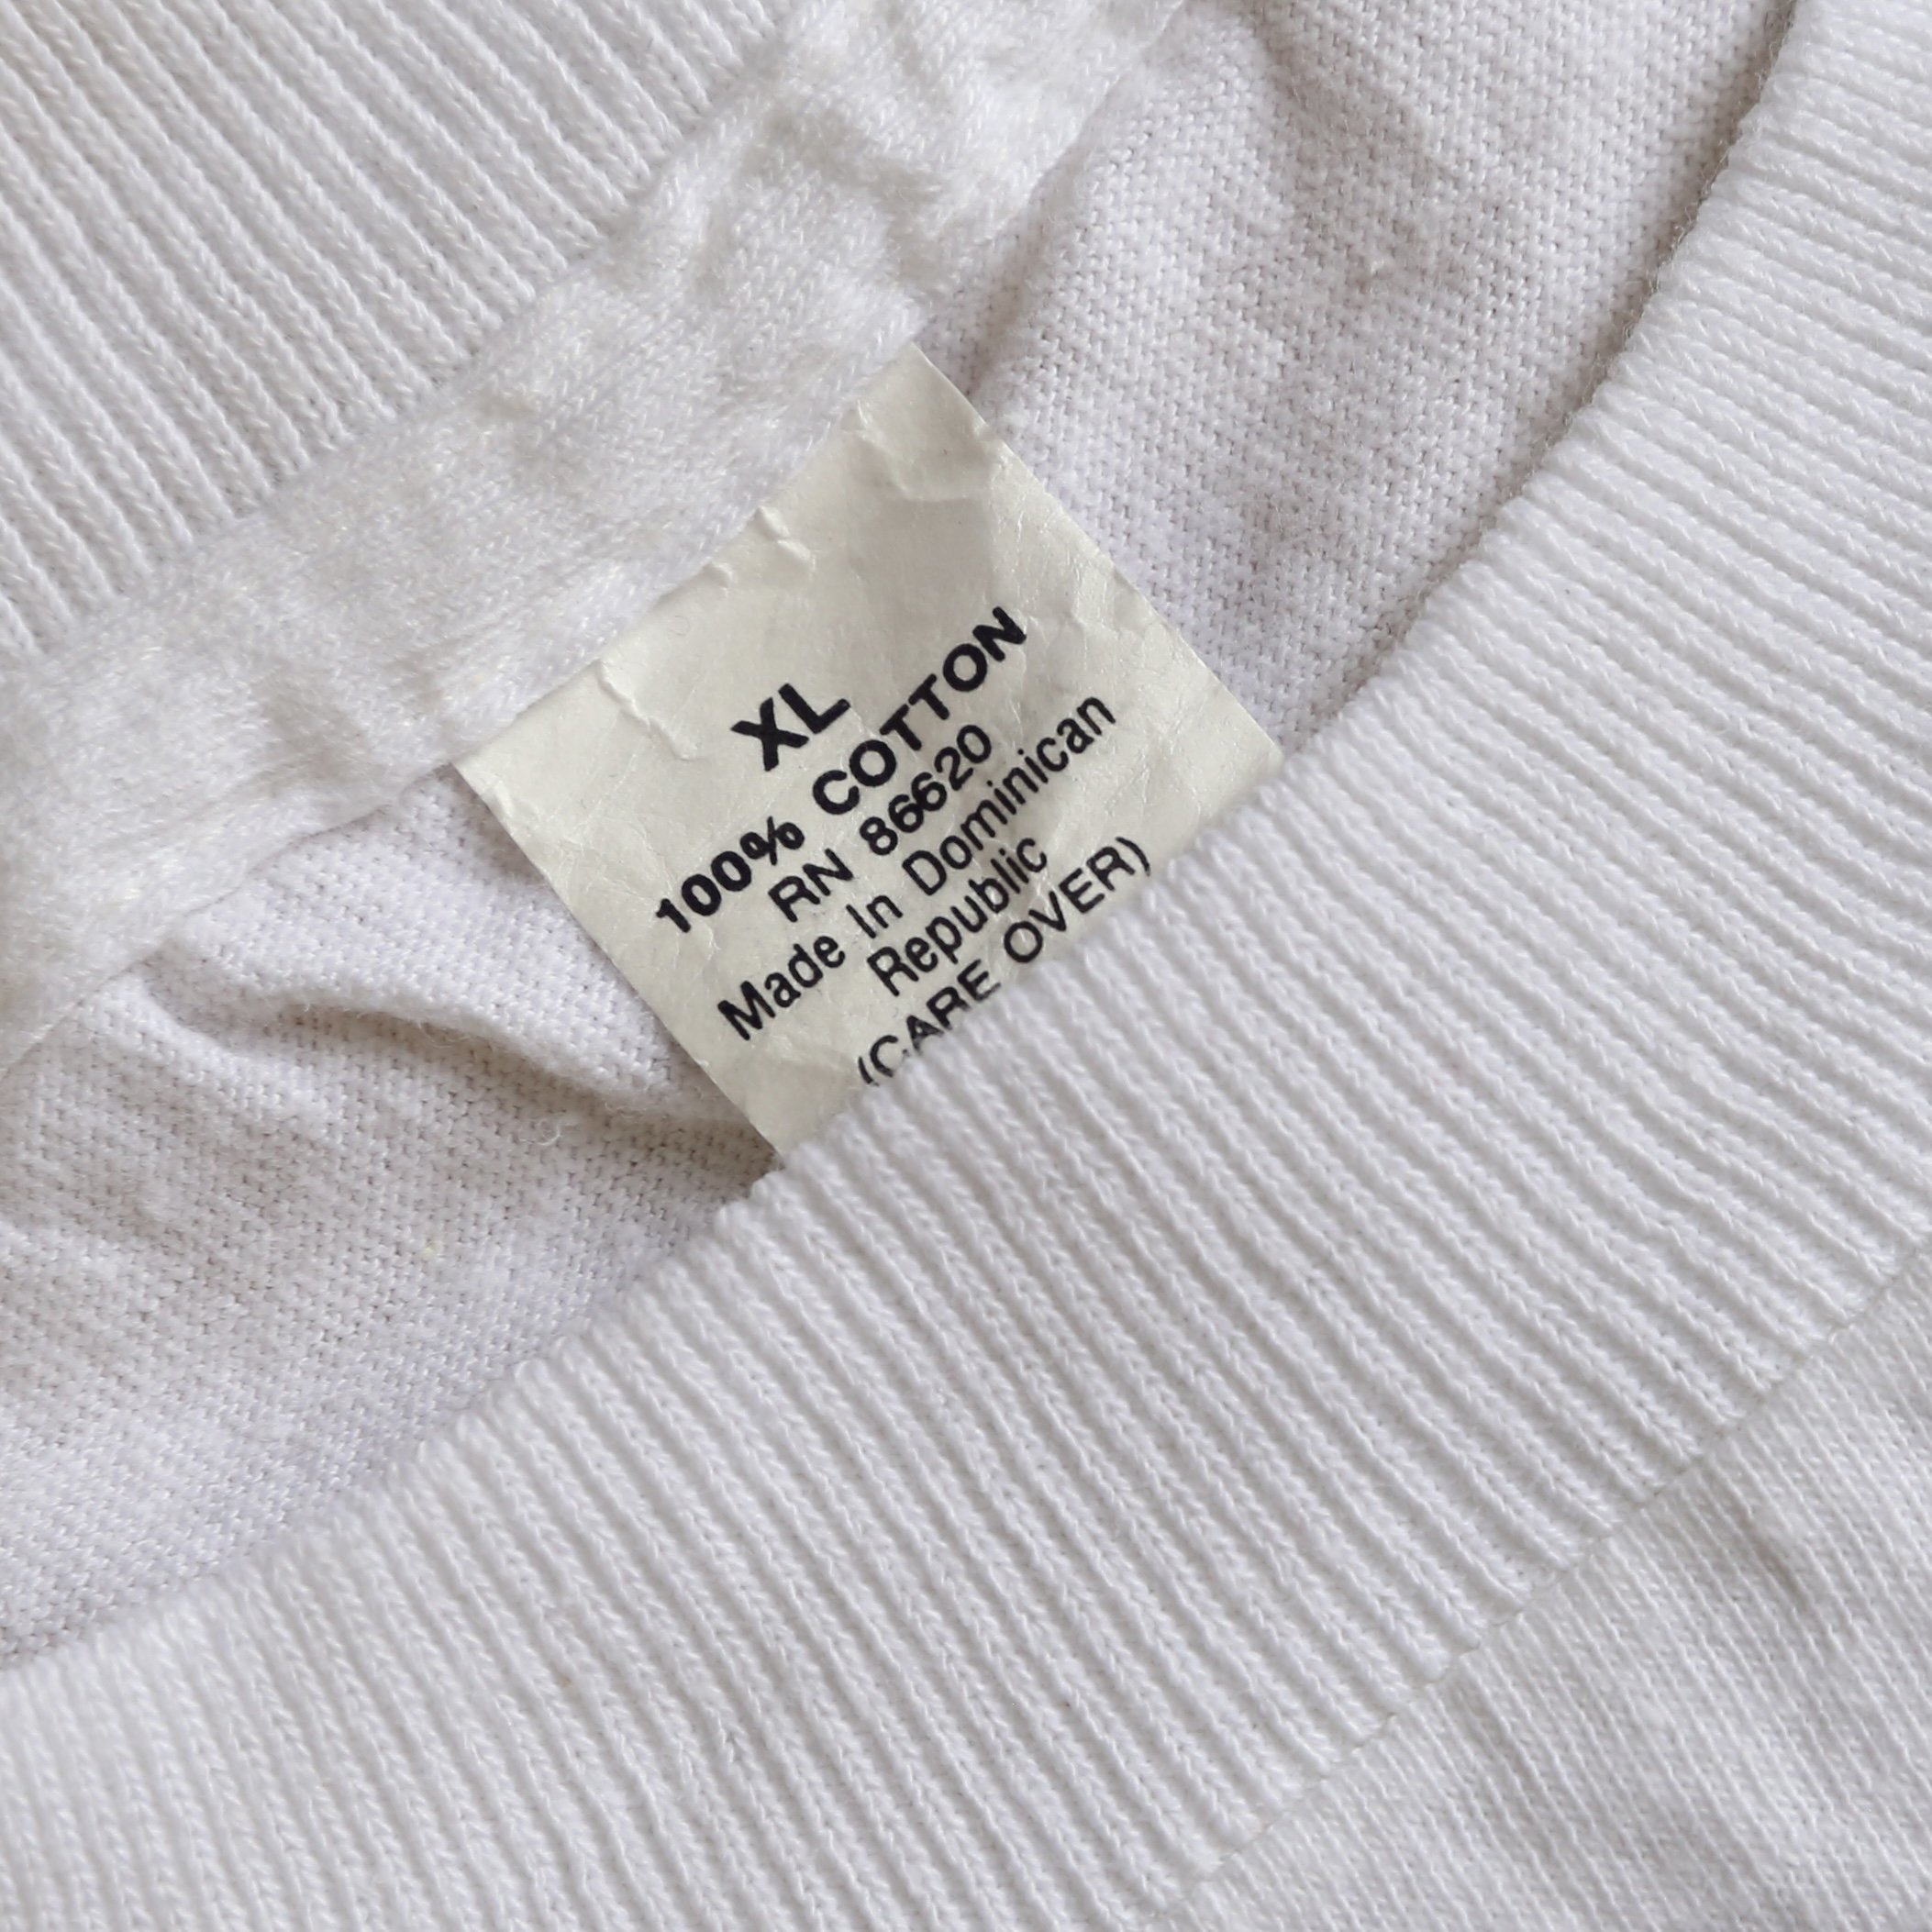 XL
100% COTTON
RN 86620
Made In Dominican
Republic
(CARE OVER)